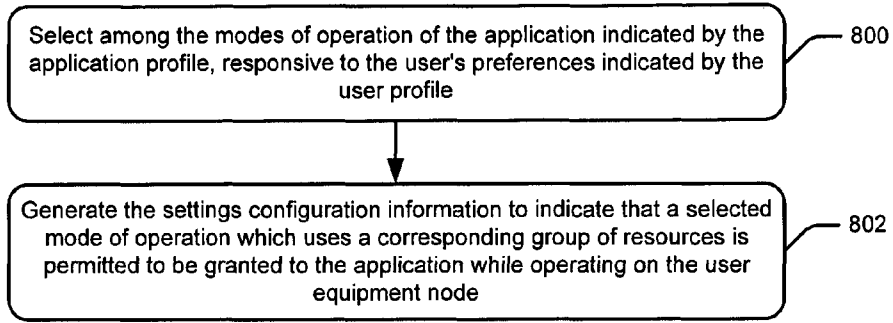 Select among the modes of operation of the application indicated by the
application profile, responsive to the user's preferences indicated by the
user profile
800
Generate the settings configuration information to indicate that a selected
mode of operation which uses a corresponding group of resources is
permitted to be granted to the application while operating on the user
equipment node
802